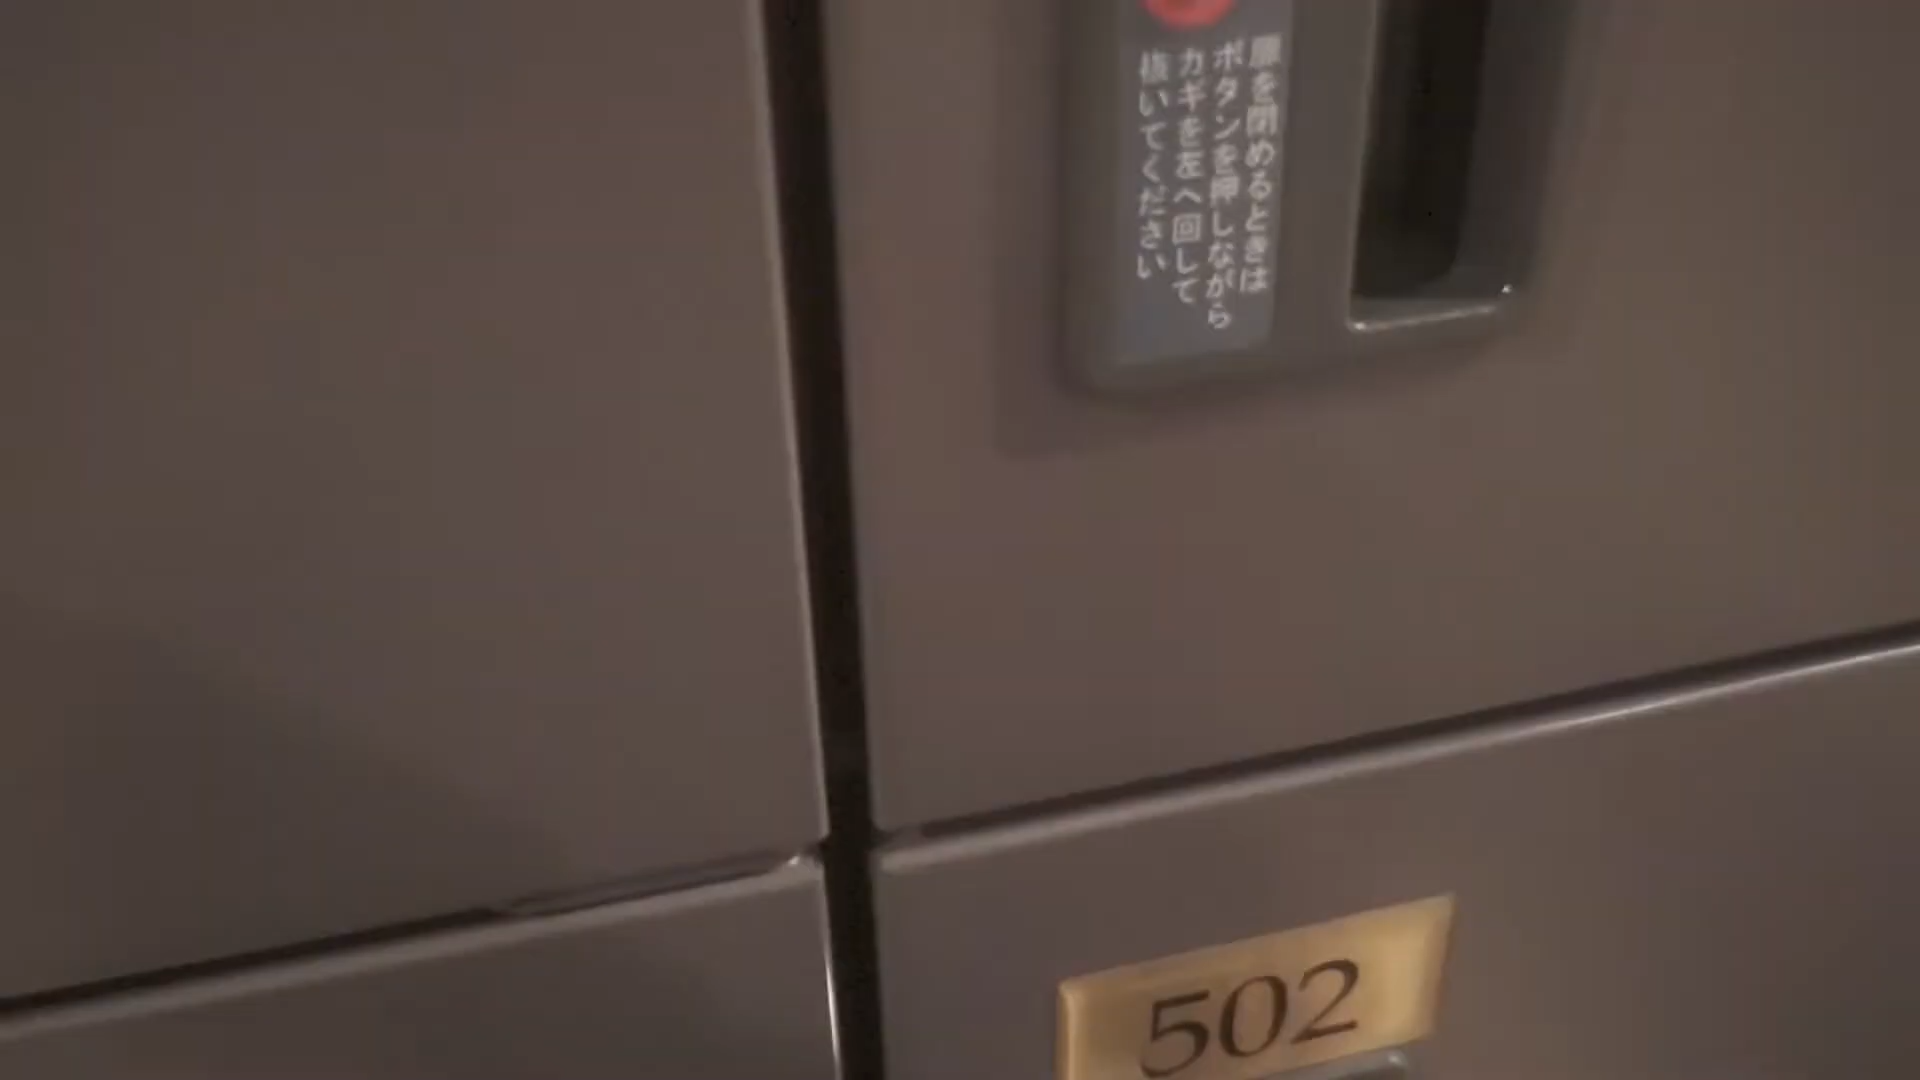 扉を閉めるときは
ボタンを押しながら
カギを左へ回して
抜いてください
502